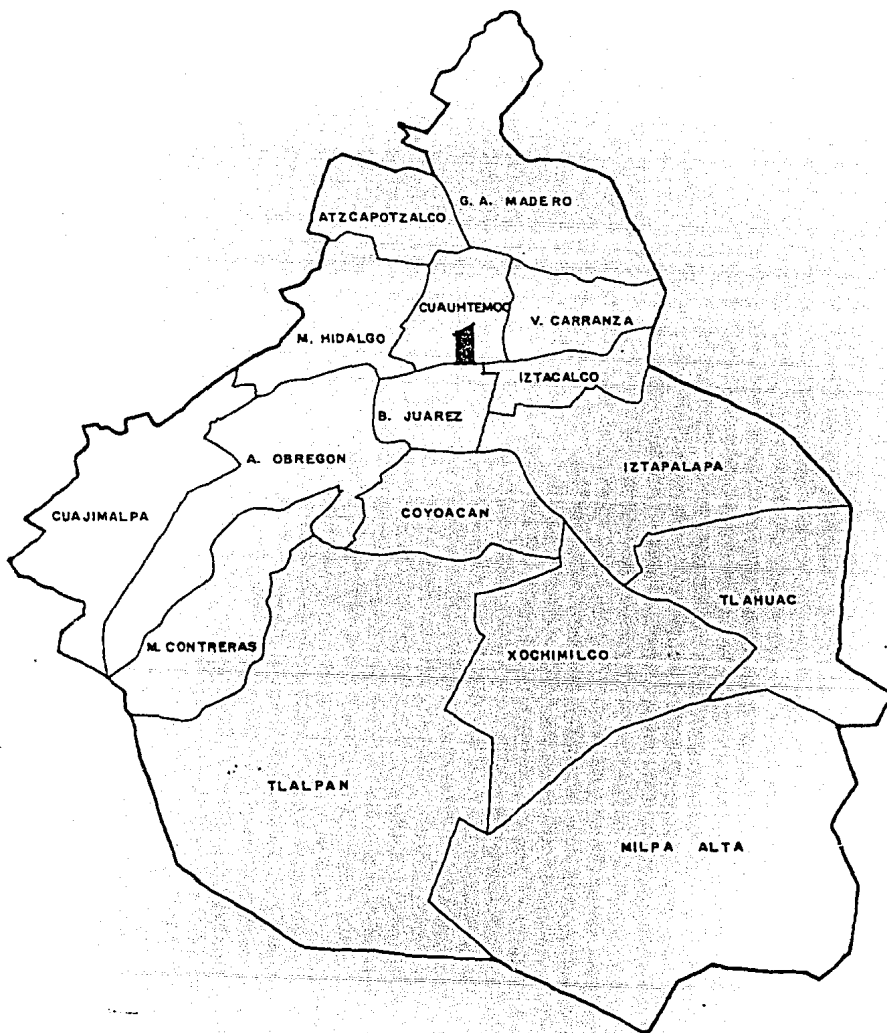 G. A. MADERO
ATZCAPOTZALCO
CUAUHTEMOC
V. CARRANZA
M. HIDALGO
IZTACALCO
B. JUAREZ
A. OBREGON
IZTAPALAPA
CUAJIMALPA
COYOACAN
TLAHUAC
M. CONTRERAS
XOCHIMILCO
TLALPAN
MILPA ALTA